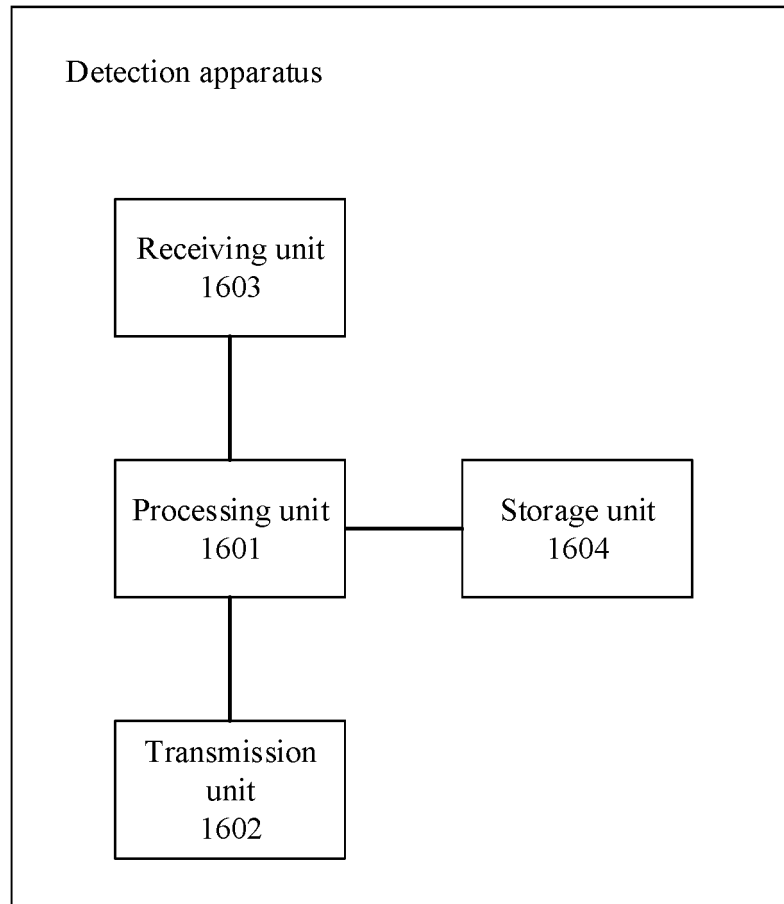 Detection apparatus
Receiving unit
1603
Processing unit
1601
Storage unit
1604
Transmission
unit
1602